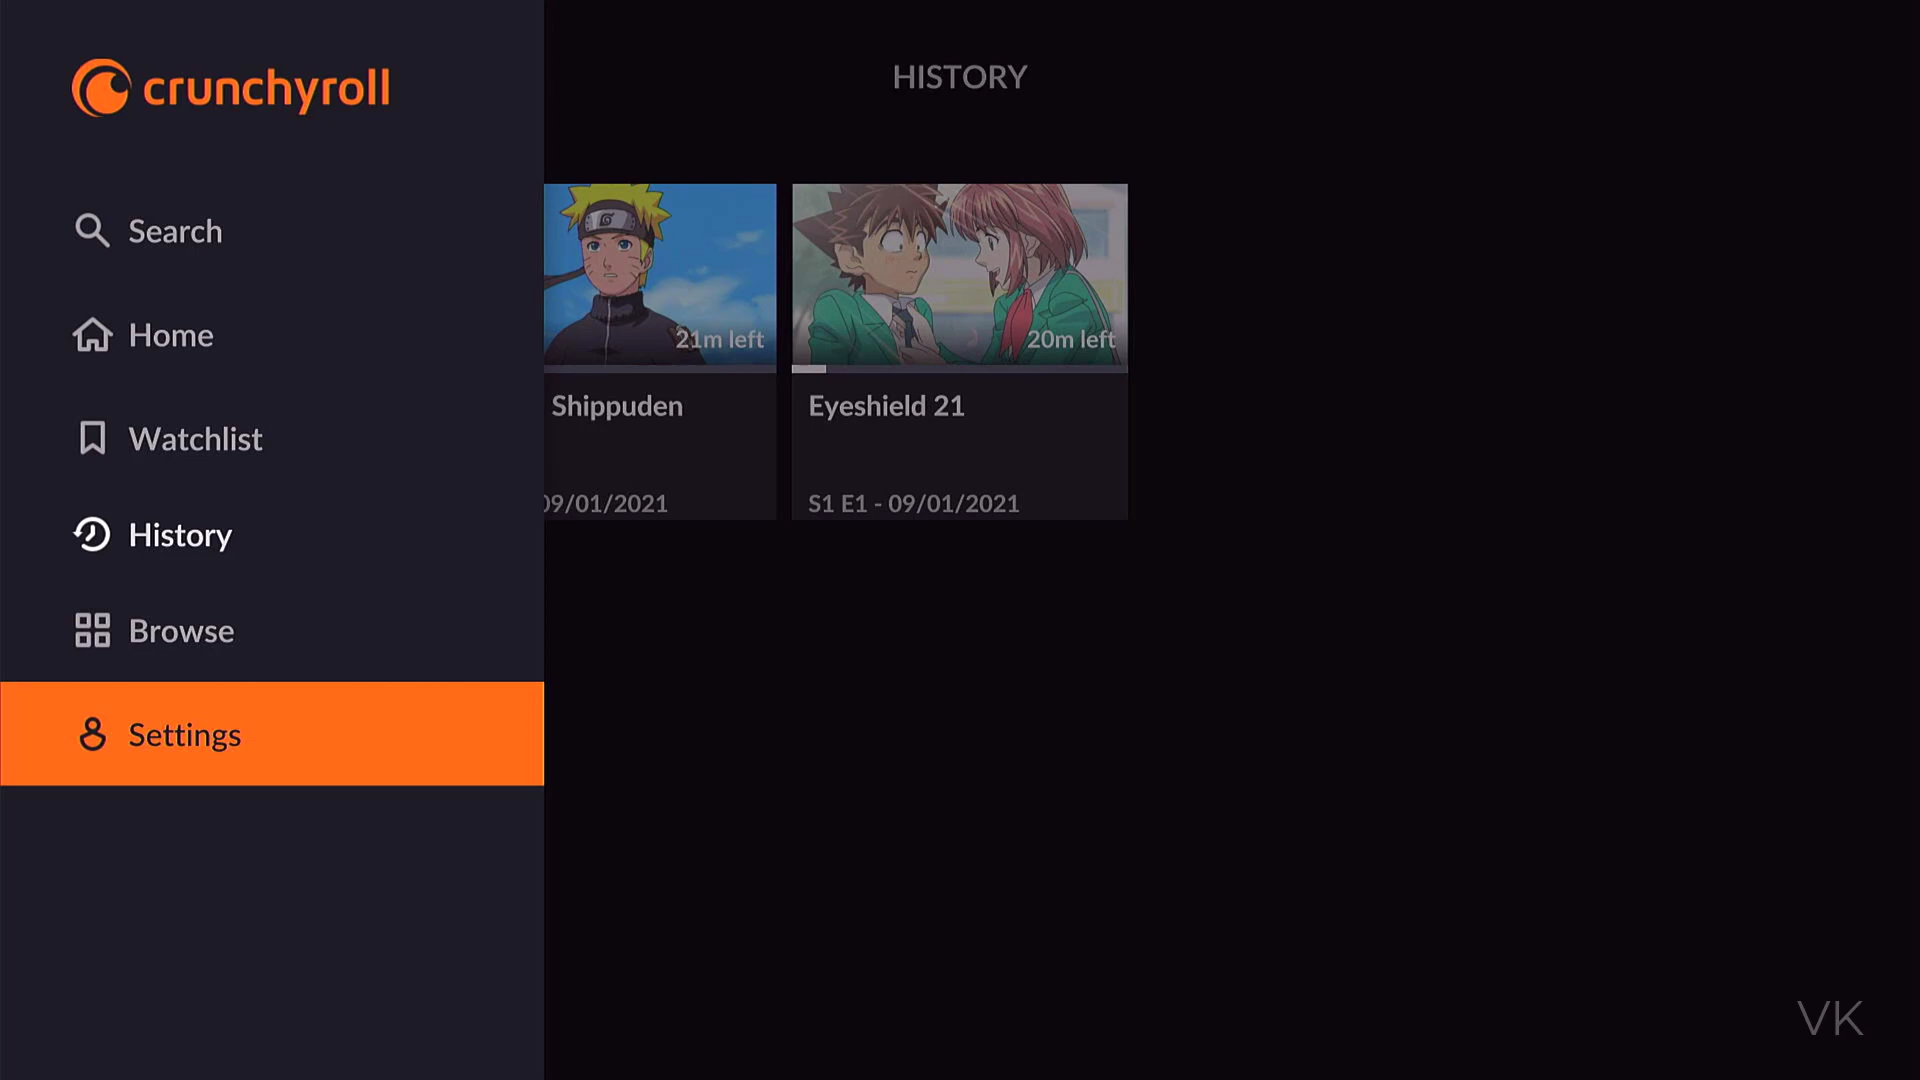 crunchyroll
HISTORY
Search
Home
Watchlist
History
Browse
Settings
21m left
20m left
Shippuden
Eyeshield 21
09/01/2021
S1 E1 - 09/01/2021
VK